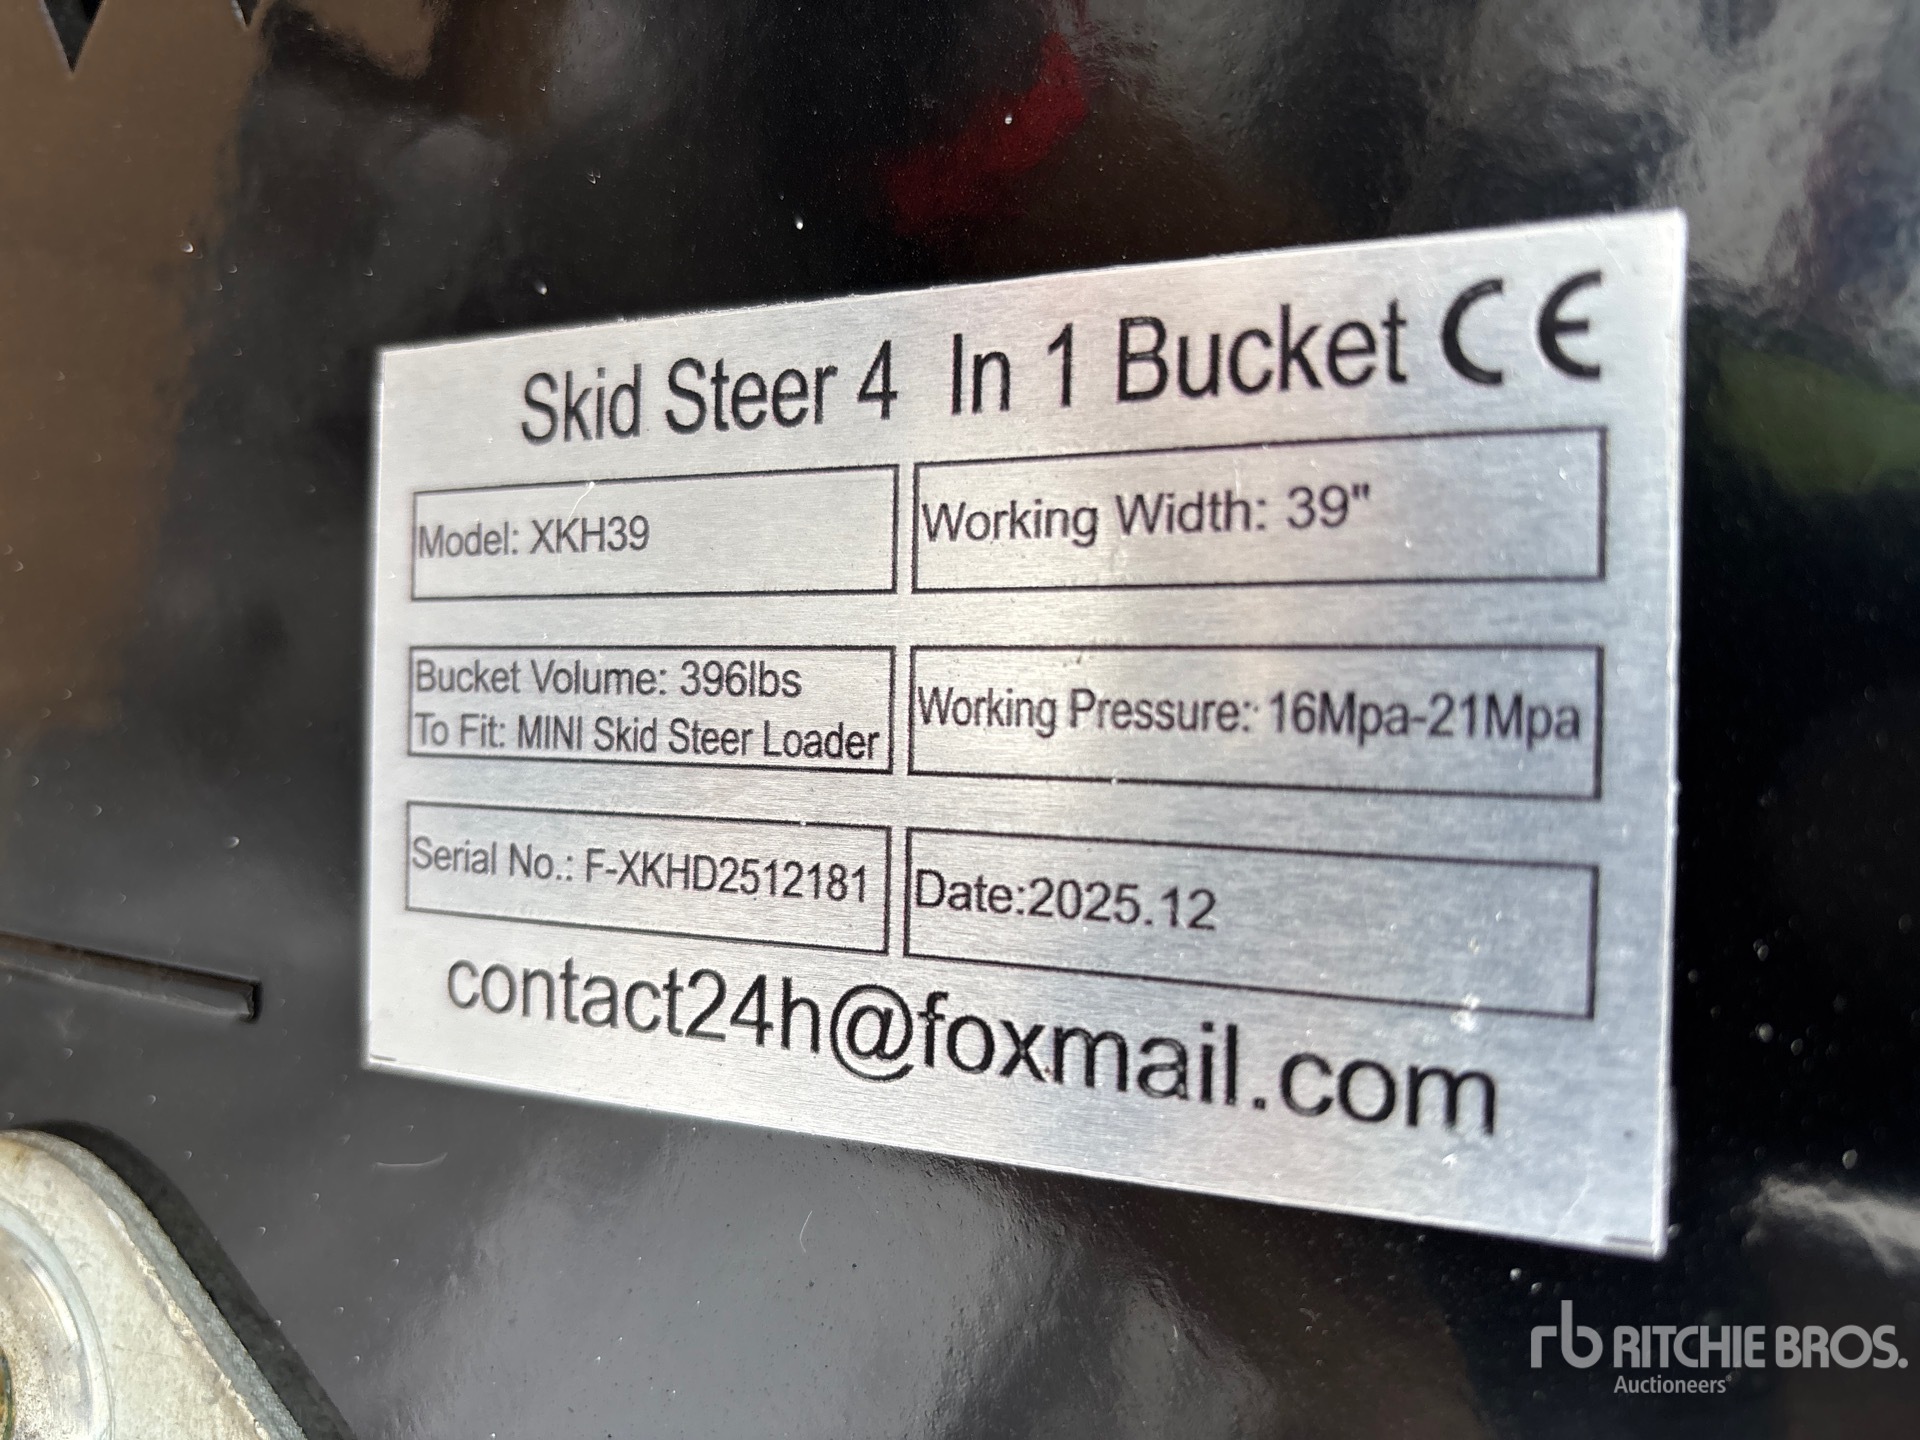 Skid Steer 4 In 1 Bucket CE
Model: XKH39
Working Width: 39"
Bucket Volume: 396lbs
To Fit: MINI Skid Steer Loader
Working Pressure: 16Mpa-21Mpa
Serial No.: F-XKHD2512181
Date:2025.12
contact24h@foxmail.com
rb RITCHIE BROS.
Auctioneers